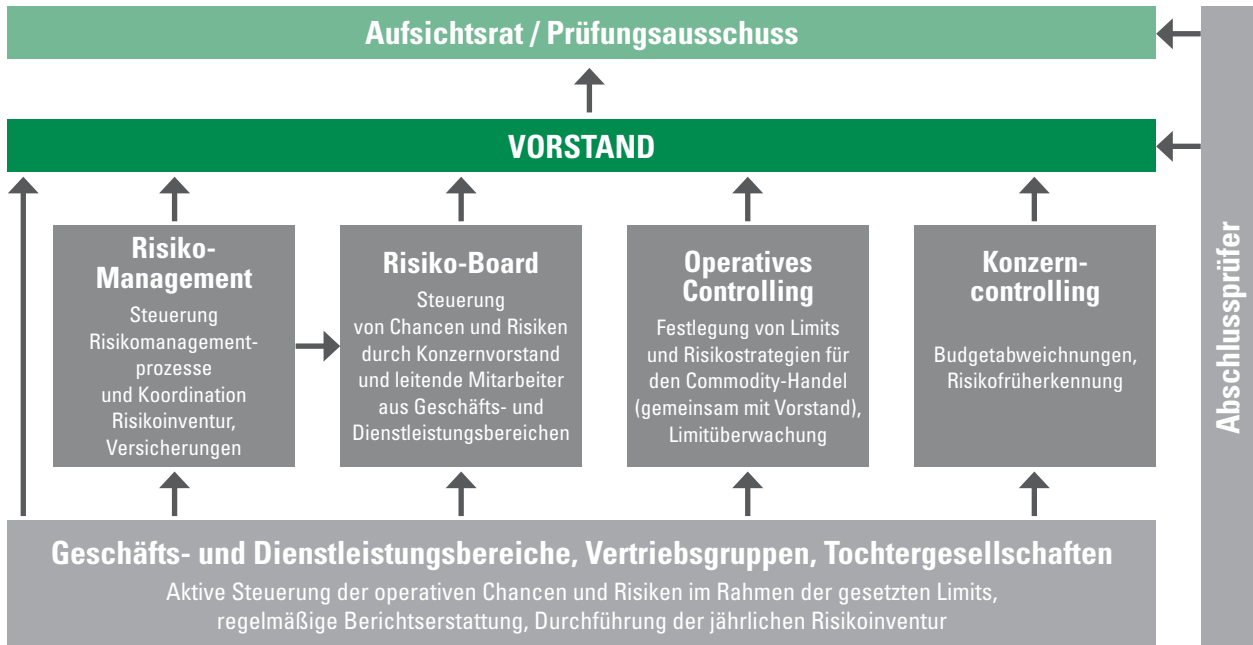 Aufsichtsrat / Prüfungsausschuss
VORSTAND
Risiko-
Management
Steuerung
Risikomanagement-
prozesse
und Koordination
Risikoinventur,
Versicherungen
Risiko-Board
Steuerung
von Chancen und Risiken
durch Konzernvorstand
und leitende Mitarbeiter
aus Geschäfts- und
Dienstleistungsbereichen
Operatives
Controlling
Festlegung von Limits
und Risikostrategien für
den Commodity-Handel
(gemeinsam mit Vorstand),
Limitüberwachung
Konzern-
controlling
Budgetabweichnungen,
Risikofrüherkennung
Geschäfts- und Dienstleistungsbereiche, Vertriebsgruppen, Tochtergesellschaften
Aktive Steuerung der operativen Chancen und Risiken im Rahmen der gesetzten Limits,
regelmäßige Berichtserstattung, Durchführung der jährlichen Risikoinventur
Abschlussprüfer